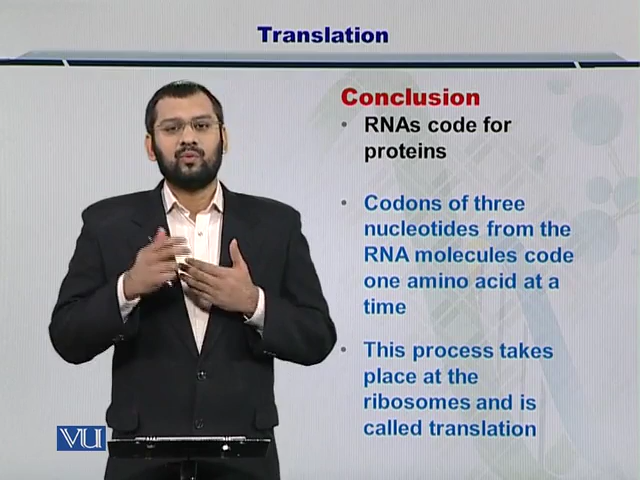 Translation
Conclusion
• RNAs code for
proteins
• Codons of three
nucleotides from the
RNA molecules code
one amino acid at a
time
• This process takes
place at the
ribosomes and is
called translation
VU